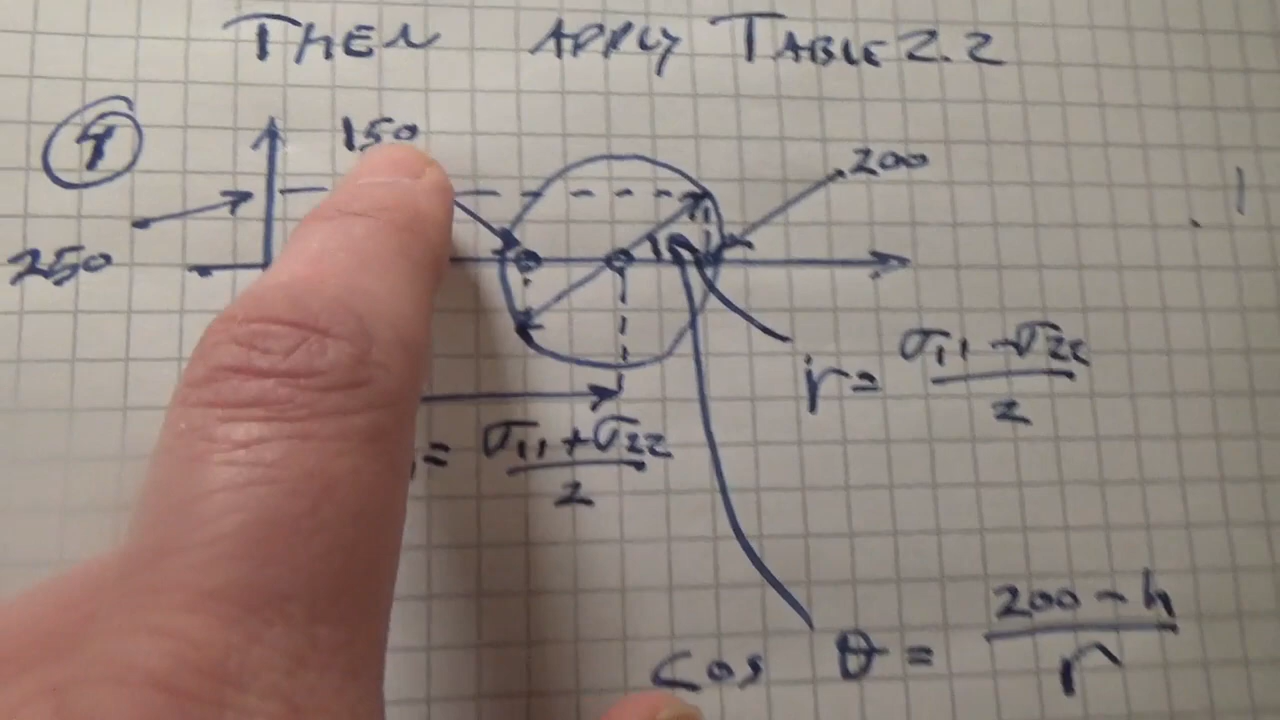 THEN APPLY TABLE 2.2
4
150
200
250
r = σ11 - σ22 / 2
= σ11 + σ22 / 2
cos θ = 200 - h / r